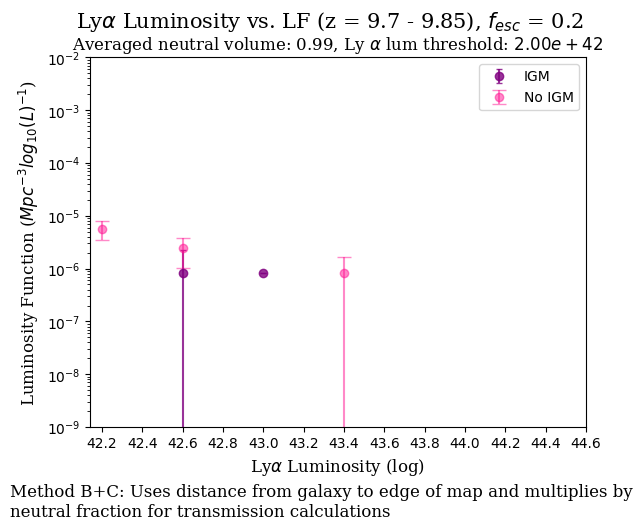 Lyα Luminosity vs. LF (z = 9.7 - 9.85), f_esc = 0.2
Averaged neutral volume: 0.99, Ly α lum threshold: 2.00e + 42
IGM
No IGM
10⁻²
10⁻³
10⁻⁴
10⁻⁵
10⁻⁶
10⁻⁷
10⁻⁸
10⁻⁹
Luminosity Function (Mpc⁻³log₁₀(L)⁻¹)
42.2 42.4 42.6 42.8 43.0 43.2 43.4 43.6 43.8 44.0 44.2 44.4 44.6
Lyα Luminosity (log)
Method B+C: Uses distance from galaxy to edge of map and multiplies by
neutral fraction for transmission calculations